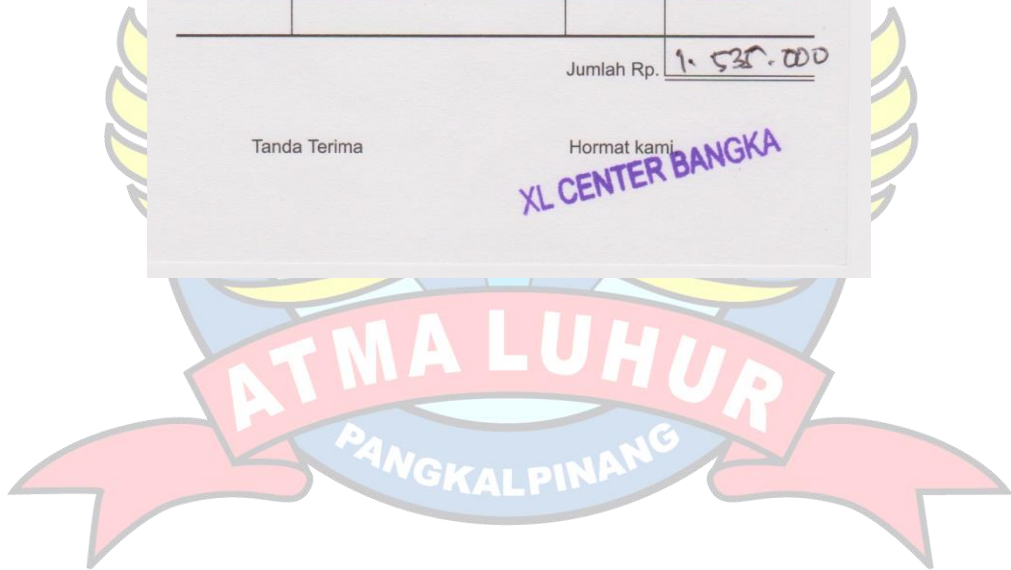 Jumlah Rp. 1. 535.000
Tanda Terima
Hormat kami
XL CENTER BANGKA
ATMA LUHUR
PANGKALPINANG